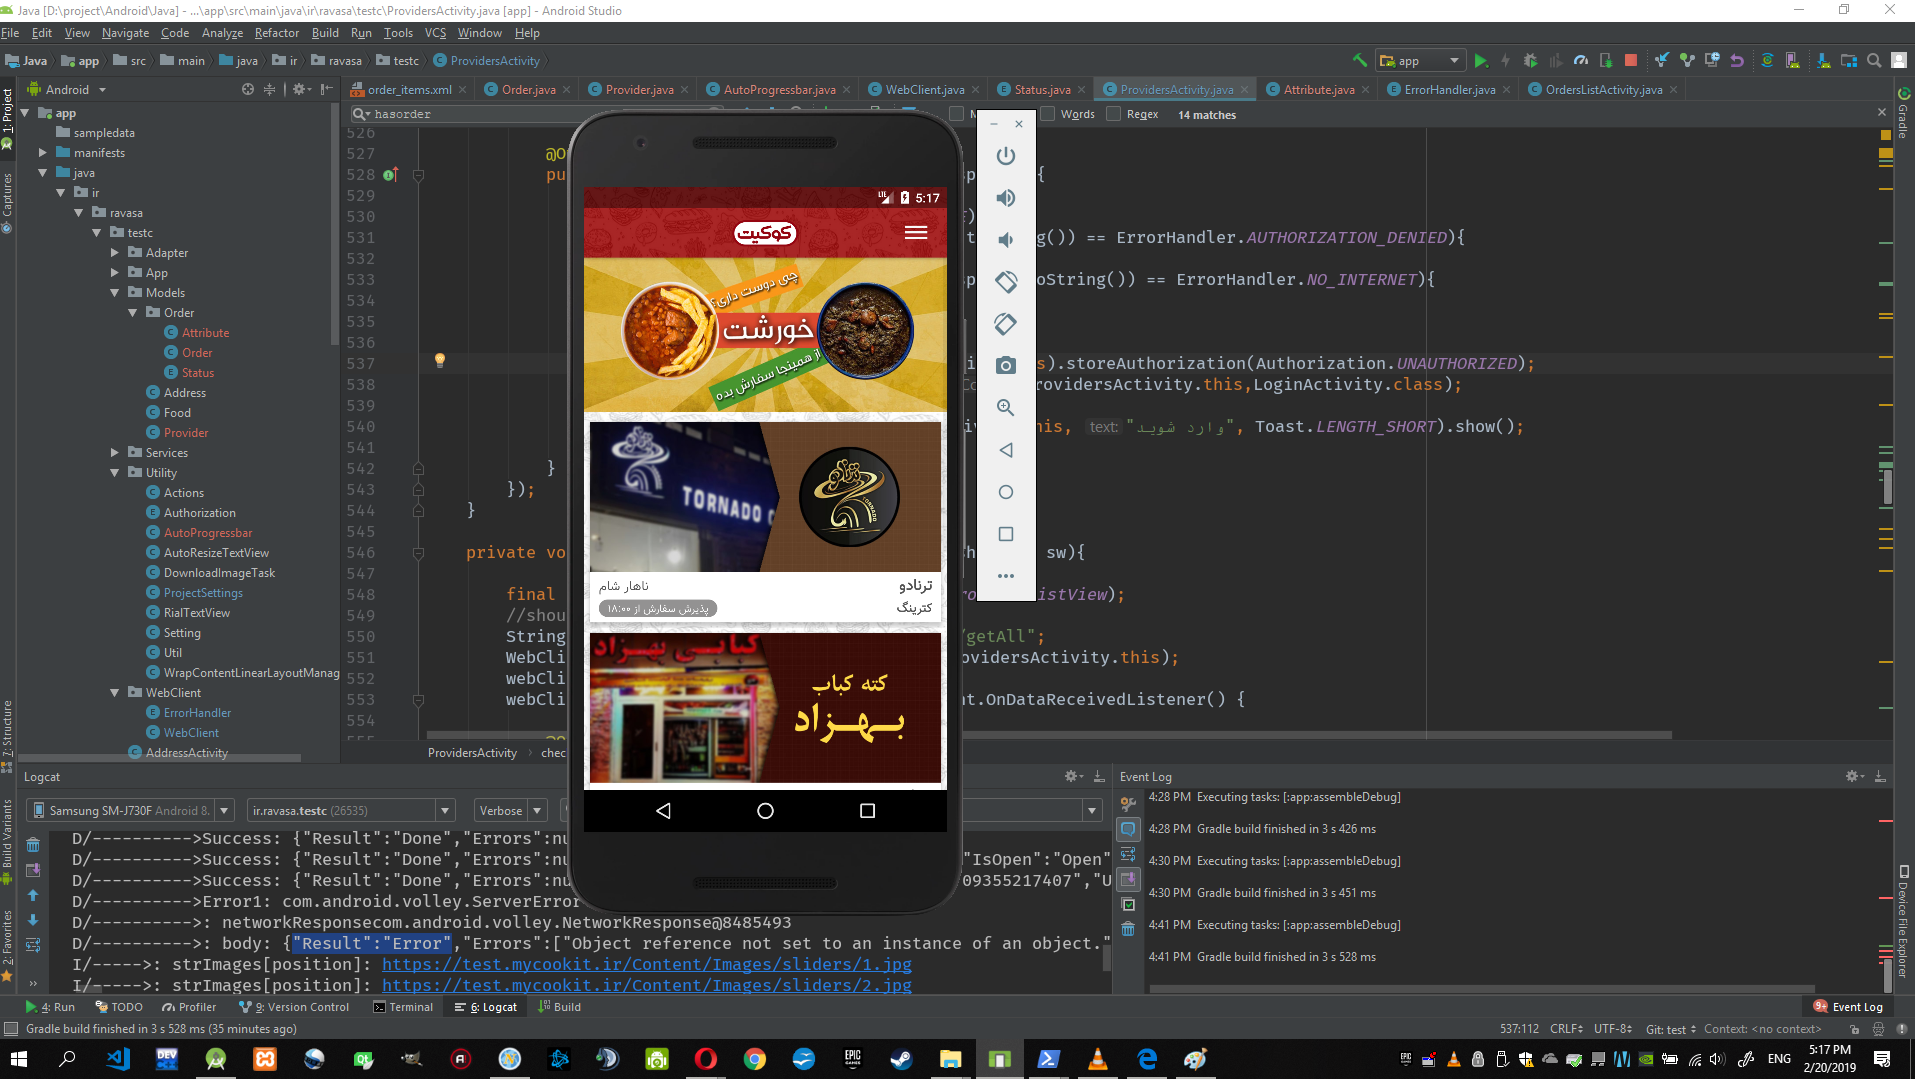 Java [D:\project\Android\Java] - ...\app\src\main\java\ir\ravasa\testc\ProvidersActivity.java [app] - Android Studio
File Edit View Navigate Code Analyze Refactor Build Run Tools VCS Window Help
Java app src main java ir ravasa testc ProvidersActivity
app
Android
order_items.xml Order.java Provider.java AutoProgressbar.java WebClient.java Status.java ProvidersActivity.java Attribute.java ErrorHandler.java OrdersListActivity.java
hasorder
Words Regex 14 matches
1: Project
Captures
7: Structure
Build Variants
2: Favorites
Gradle
Device File Explorer
app
sampledata
manifests
java
ir
ravasa
testc
Adapter
App
Models
Order
Attribute
Order
Status
Address
Food
Provider
Services
Utility
Actions
Authorization
AutoProgressbar
AutoResizeTextView
DownloadImageTask
ProjectSettings
RialTextView
Setting
Util
WrapContentLinearLayoutManag
WebClient
ErrorHandler
WebClient
AddressActivity
526
527 @O
528 pu {
529
530
531 g()) == ErrorHandler.AUTHORIZATION_DENIED){
532
533 oString()) == ErrorHandler.NO_INTERNET){
534
535
536
537 s).storeAuthorization(Authorization.UNAUTHORIZED);
538 rovidersActivity.this,LoginActivity.class);
539
540 his, text: "وارد شوید", Toast.LENGTH_SHORT).show();
541
542 }
543 });
544 }
545
546 private vo sw){
547
548 final istView);
549 //shou
550 String /getAll";
551 WebCli ovidersActivity.this);
552 webCli
553 webCli t.OnDataReceivedListener() {
554
ProvidersActivity chec
LTE 5:17
کوکیت
چی دوست داری؟
خورشت
از همینجا سفارش بده
TORNADO
TORNADO
ترنادو
ناهار شام
کترینگ
پذیرش سفارش از ۱۸:۰۰
کبابی بهزاد
کته کباب
بهزاد
Logcat
Samsung SM-J730F Android 8. ir.ravasa.testc (26535) Verbose
D/---------->Success: {"Result":"Done","Errors":nu
D/---------->Success: {"Result":"Done","Errors":nu "IsOpen":"Open"
D/---------->Success: {"Result":"Done","Errors":nu 09355217407","U
D/---------->Error1: com.android.volley.ServerError
D/---------->: networkResponsecom.android.volley.NetworkResponse@8485493
D/---------->: body: {"Result":"Error","Errors":["Object reference not set to an instance of an object."
I/----->: strImages[position]: https://test.mycookit.ir/Content/Images/sliders/1.jpg
I/----->: strImages[position]: https://test.mycookit.ir/Content/Images/sliders/2.jpg
Event Log
4:28 PM Executing tasks: [:app:assembleDebug]
4:28 PM Gradle build finished in 3 s 426 ms
4:30 PM Executing tasks: [:app:assembleDebug]
4:30 PM Gradle build finished in 3 s 451 ms
4:41 PM Executing tasks: [:app:assembleDebug]
4:41 PM Gradle build finished in 3 s 528 ms
4: Run TODO Profiler 9: Version Control Terminal 6: Logcat Build 9+ Event Log
Gradle build finished in 3 s 528 ms (35 minutes ago) 537:112 CRLF UTF-8 Git: test Context: <no context>
DEV EPIC GAMES EPIC ENG 5:17 PM
2/20/2019